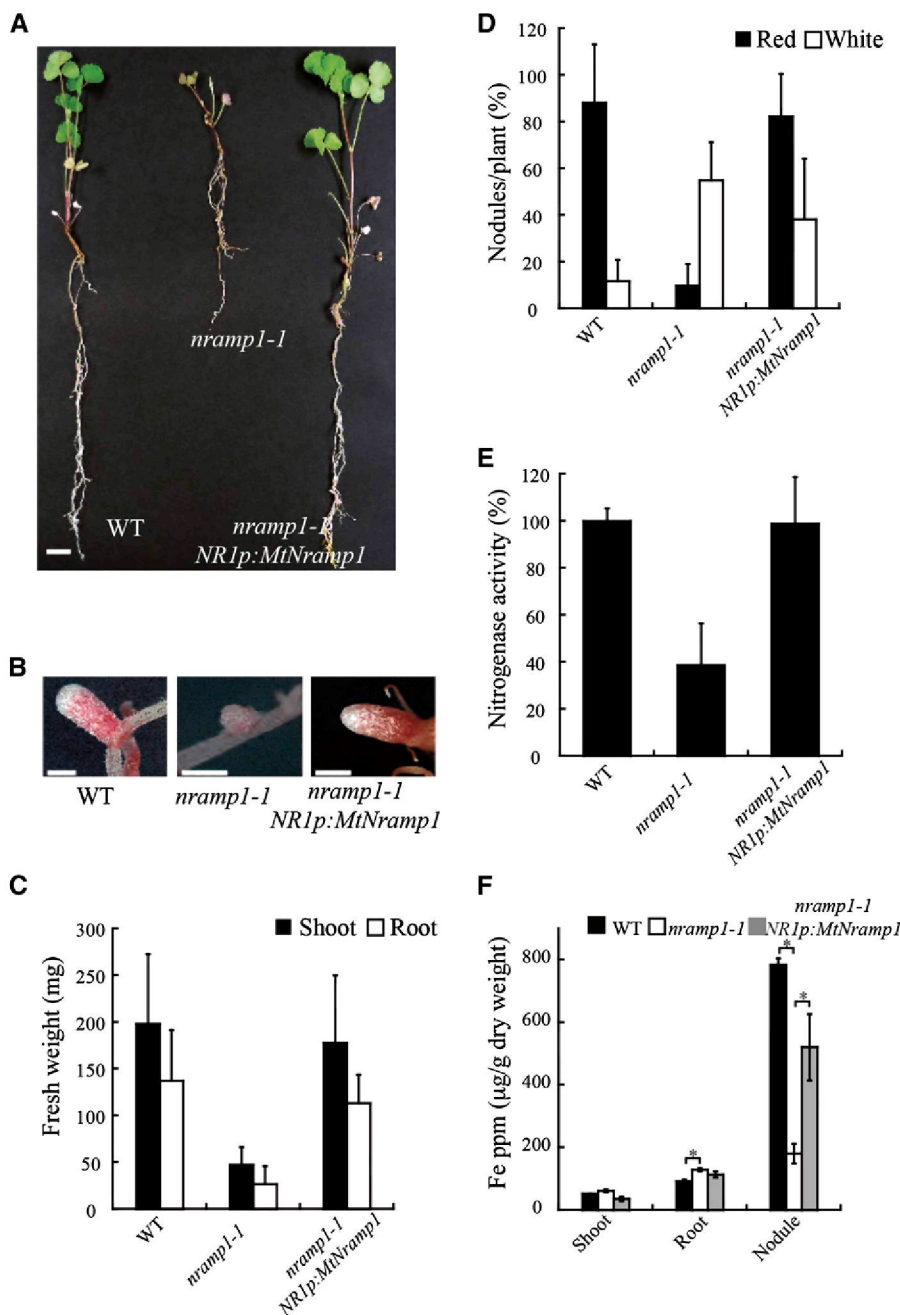 A
nramp1-1
WT
nramp1-1
NR1p:MtNramp1
B
WT
nramp1-1
nramp1-1
NR1p:MtNramp1
C
Shoot
Root
Fresh weight (mg)
300
250
200
150
100
50
0
WT
nramp1-1
nramp1-1
NR1p:MtNramp1
D
Red
White
Nodules/plant (%)
120
100
80
60
40
20
0
WT
nramp1-1
nramp1-1
NR1p:MtNramp1
E
Nitrogenase activity (%)
120
100
80
60
40
20
0
WT
nramp1-1
nramp1-1
NR1p:MtNramp1
F
WT
nramp1-1
nramp1-1
NR1p:MtNramp1
Fe ppm (µg/g dry weight)
800
600
400
200
0
*
*
*
Shoot
Root
Nodule